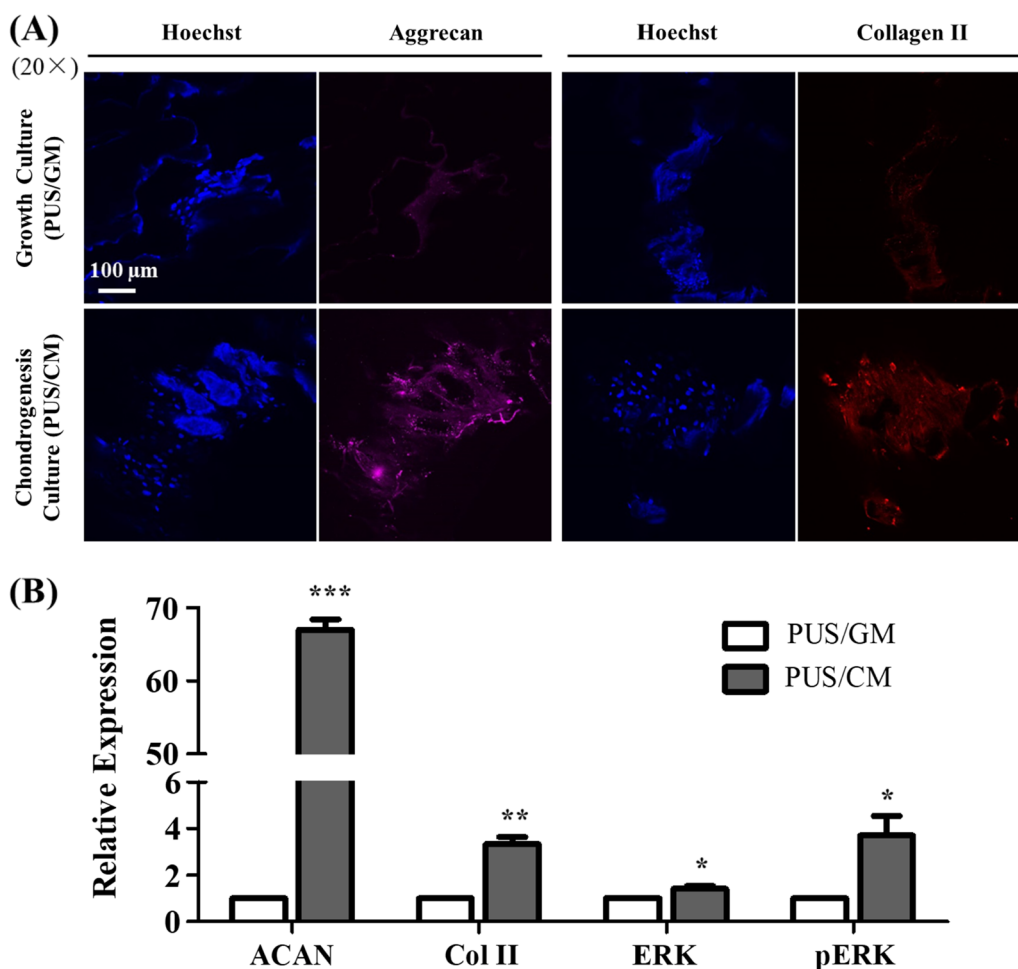 (A)
(20×)
Hoechst
Aggrecan
Hoechst
Collagen II
Growth Culture
(PUS/GM)
100 μm
Chondrogenesis
Culture (PUS/CM)
(B)
Relative Expression
70
60
50
6
4
2
0
***
**
*
*
PUS/GM
PUS/CM
ACAN
Col II
ERK
pERK